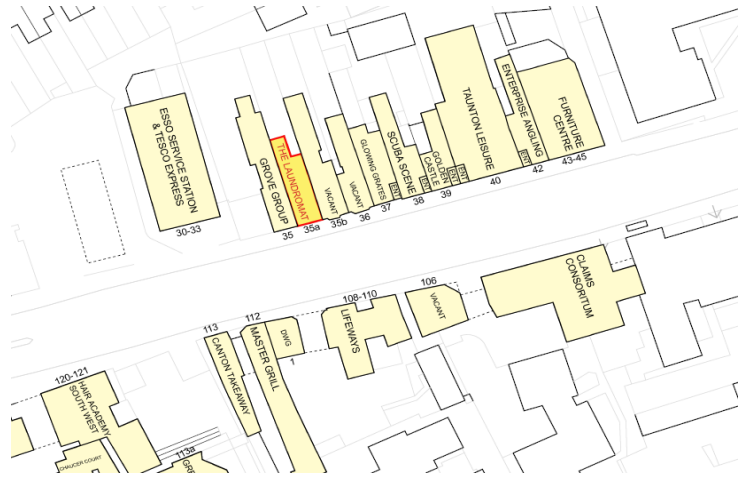 ESSO SERVICE STATION
& TESCO EXPRESS
30-33
GROVE GROUP
35
THE LAUNDROMAT
35a
VACANT
35b
VACANT
36
GLOWING GRATES
37
ENT
SCUBA SCENE
38
GOLDEN
CASTLE
ENT
39
ENT
ENT
TAUNTON LEISURE
40
ENTERPRISE ANGLING
ENT
42
FURNITURE
CENTRE
43-45
113
CANTON TAKEAWAY
112
MASTER GRILL
DWG
1
108-110
LIFEWAYS
106
VACANT
CLAIMS
CONSORITUM
120-121
HAIR ACADEMY
SOUTH WEST
CHAUCER COURT
113a
GRE